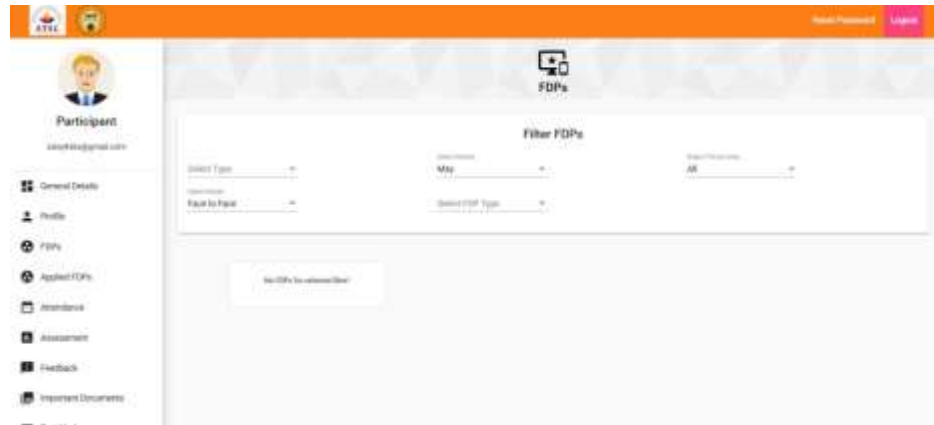 ATAL
Reset Password
Logout
FDPs
Participant
Filter FDPs
Select Type
May
All
Face to Face
Select FDP Type
General Details
Profile
FDPs
Applied FDPs
Attendance
Assessment
Feedback
Important Documents
No FDPs for selected filter!